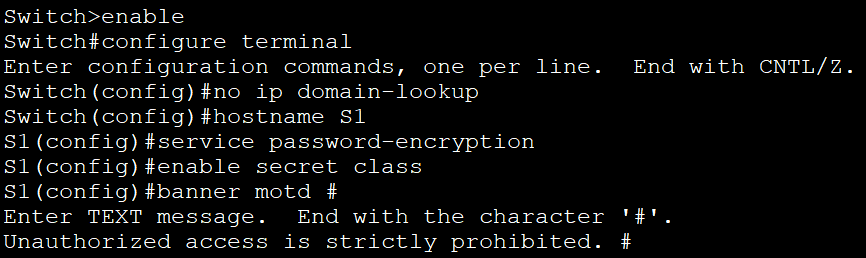 Switch>enable
Switch#configure terminal
Enter configuration commands, one per line.  End with CNTL/Z.
Switch(config)#no ip domain-lookup
Switch(config)#hostname S1
S1(config)#service password-encryption
S1(config)#enable secret class
S1(config)#banner motd #
Enter TEXT message.  End with the character '#'.
Unauthorized access is strictly prohibited. #